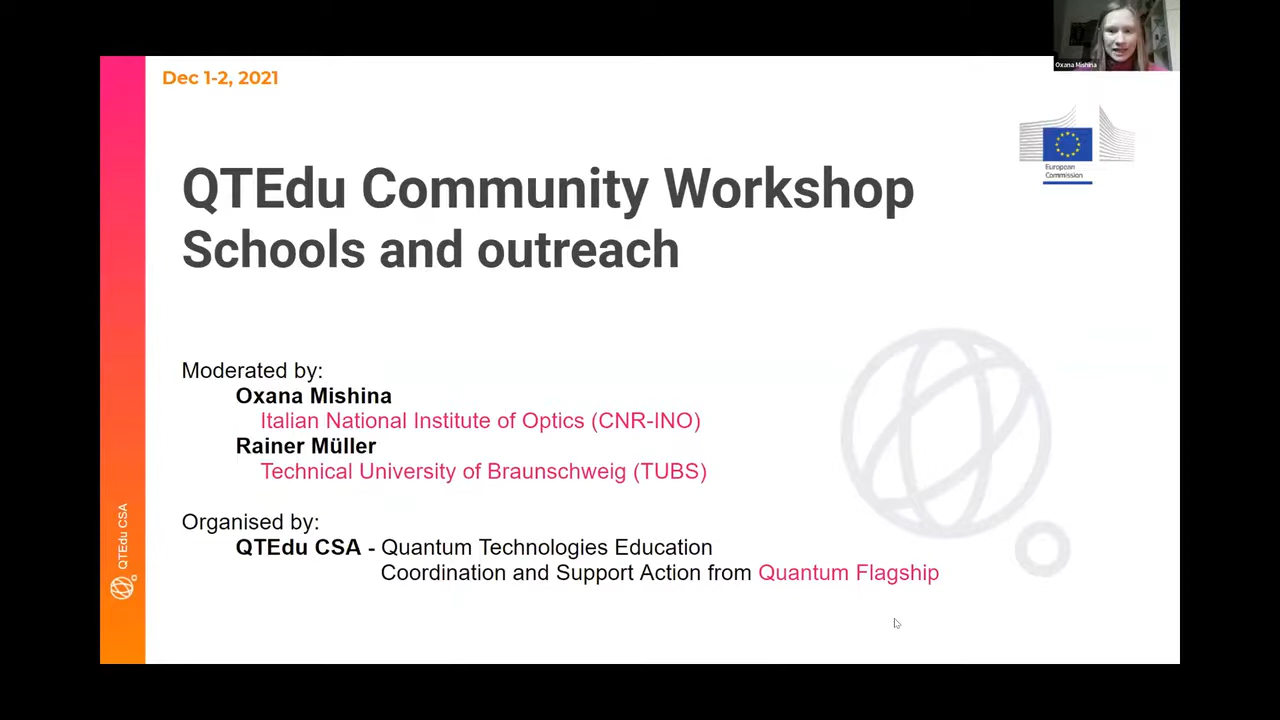 Oxana Mishina
Dec 1-2, 2021
European
Commission
QTEdu Community Workshop
Schools and outreach
Moderated by:
Oxana Mishina
Italian National Institute of Optics (CNR-INO)
Rainer Müller
Technical University of Braunschweig (TUBS)
Organised by:
QTEdu CSA - Quantum Technologies Education
Coordination and Support Action from Quantum Flagship
QTEdu CSA